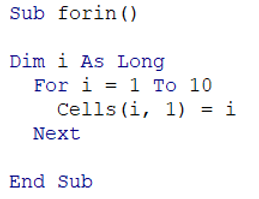 Sub forin()
Dim i As Long
For i = 1 To 10
Cells(i, 1) = i
Next
End Sub